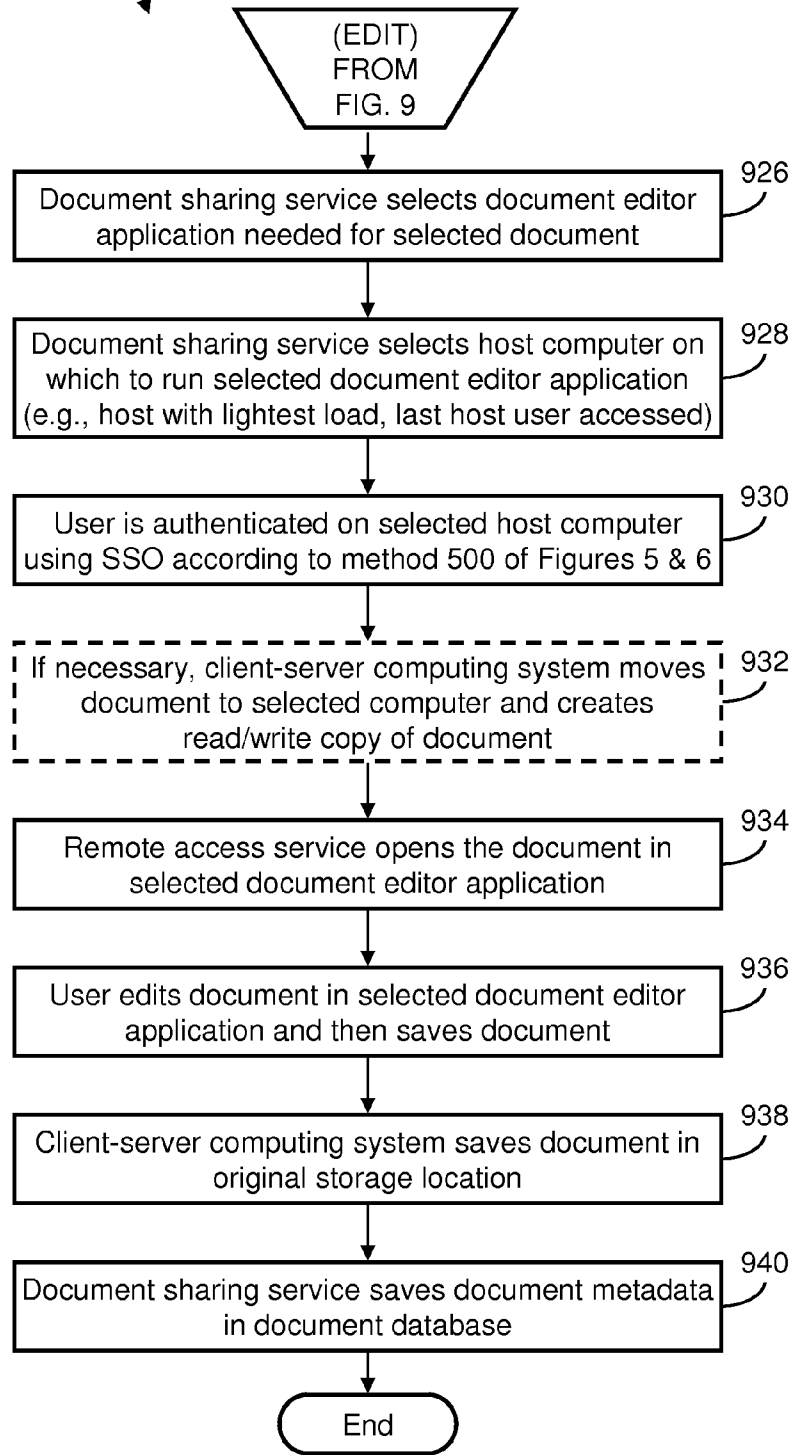 (EDIT)
FROM
FIG. 9
926
Document sharing service selects document editor
application needed for selected document
928
Document sharing service selects host computer on
which to run selected document editor application
(e.g., host with lightest load, last host user accessed)
930
User is authenticated on selected host computer
using SSO according to method 500 of Figures 5 & 6
932
If necessary, client-server computing system moves
document to selected computer and creates
read/write copy of document
934
Remote access service opens the document in
selected document editor application
936
User edits document in selected document editor
application and then saves document
938
Client-server computing system saves document in
original storage location
940
Document sharing service saves document metadata
in document database
End